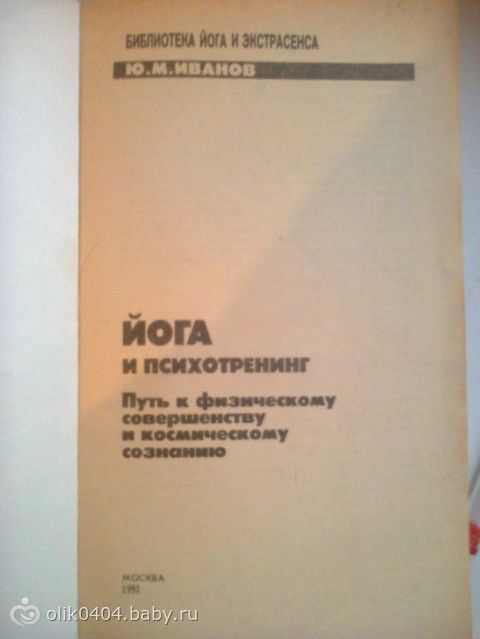 БИБЛИОТЕКА ЙОГА И ЭКСТРАСЕНСА
Ю.М.ИВАНОВ
ЙОГА
И ПСИХОТРЕНИНГ
Путь к физическому
совершенству
и космическому
сознанию
МОСКВА
1991
olik0404.baby.ru